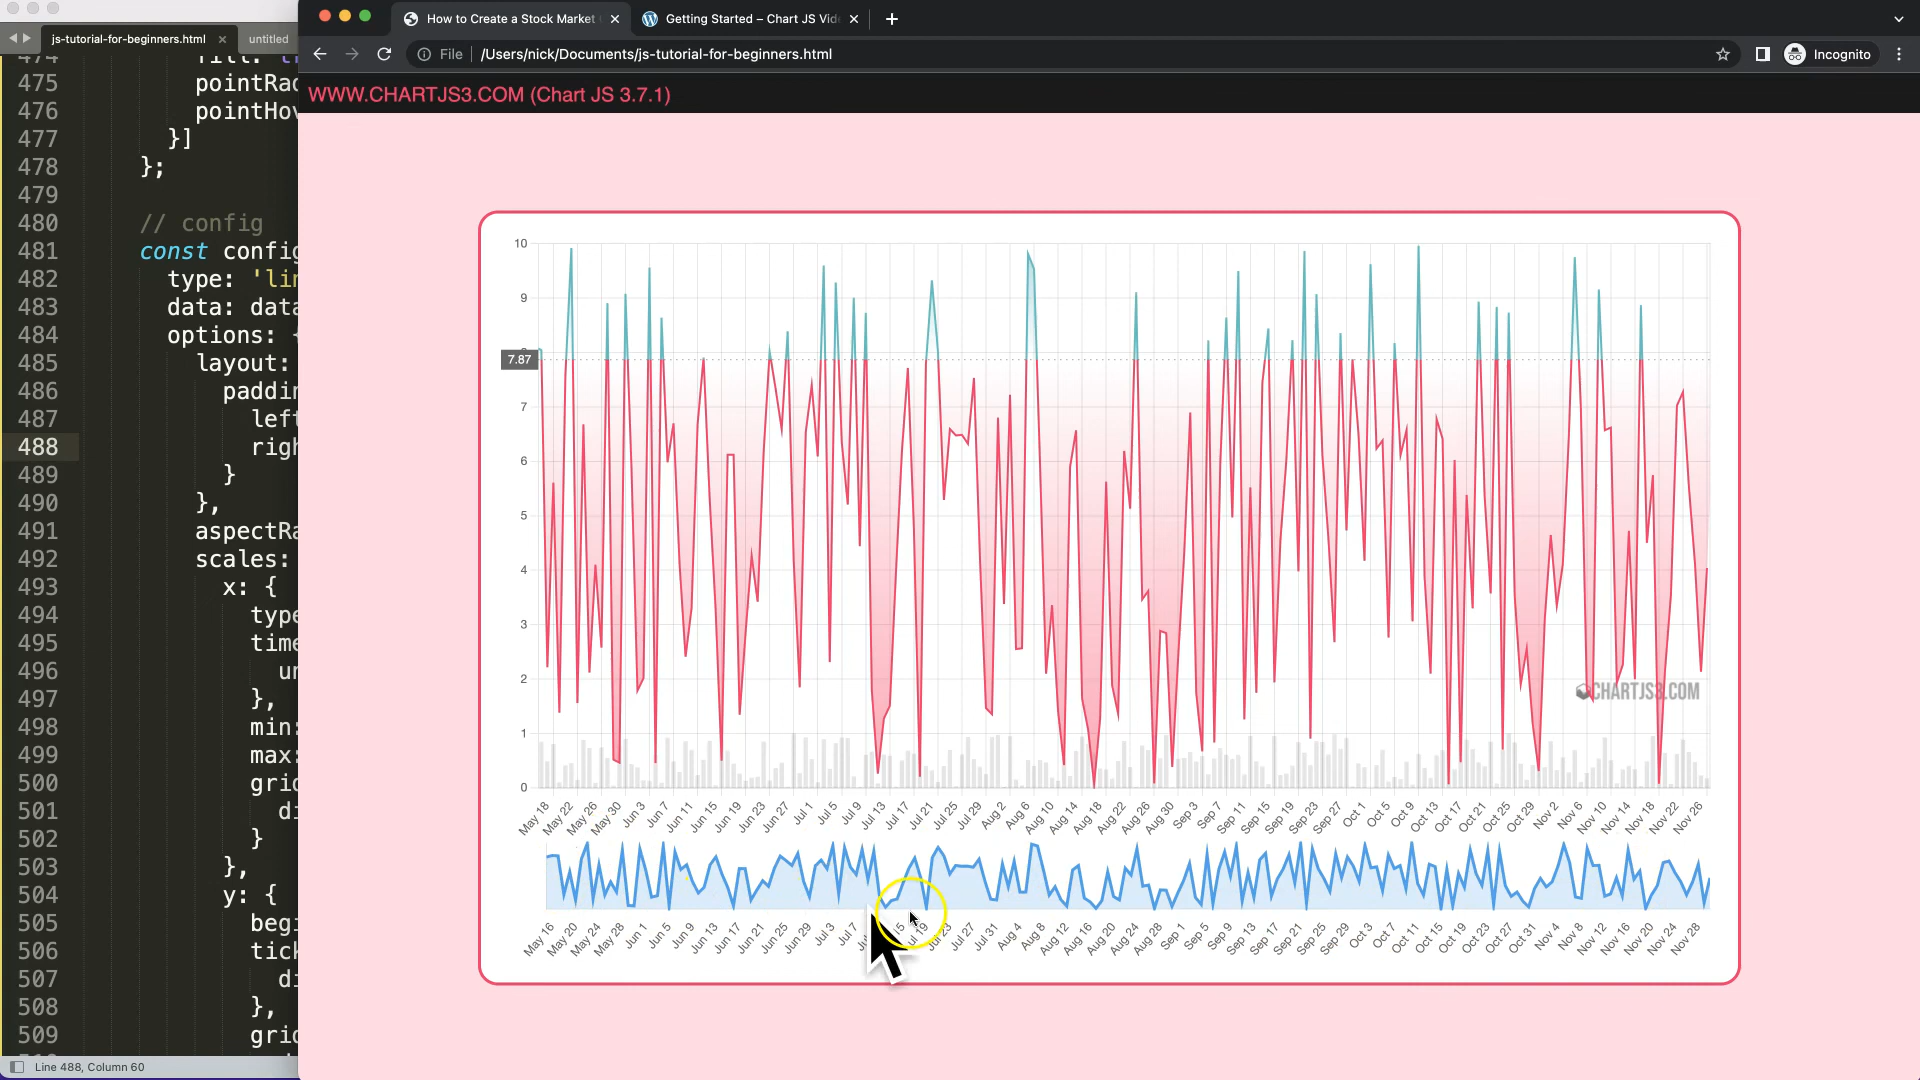 js-tutorial-for-beginners.html
untitled
475 pointRad
476 pointHov
477 }]
478 };
479
480 // config
481 const config
482 type: 'lin
483 data: data
484 options: {
485 layout:
486 paddin
487 left
488 righ
489 }
490 },
491 aspectRa
492 scales:
493 x: {
494 type
495 time
496 un
497 },
498 min:
499 max:
500 grid
501 di
502 }
503 },
504 y: {
505 begi
506 tick
507 di
508 },
509 grid
Line 488, Column 60
How to Create a Stock Market
Getting Started – Chart JS Vid
File /Users/nick/Documents/js-tutorial-for-beginners.html
Incognito
WWW.CHARTJS3.COM (Chart JS 3.7.1)
10
9
7.87
7
6
5
4
3
2
1
0
CHARTJS3.COM
May 18 May 22 May 26 May 30 Jun 3 Jun 7 Jun 11 Jun 15 Jun 19 Jun 23 Jun 27 Jul 1 Jul 5 Jul 9 Jul 13 Jul 17 Jul 21 Jul 25 Jul 29 Aug 2 Aug 6 Aug 10 Aug 14 Aug 18 Aug 22 Aug 26 Aug 30 Sep 3 Sep 7 Sep 11 Sep 15 Sep 19 Sep 23 Sep 27 Oct 1 Oct 5 Oct 9 Oct 13 Oct 17 Oct 21 Oct 25 Oct 29 Nov 2 Nov 6 Nov 10 Nov 14 Nov 18 Nov 22 Nov 26
May 16 May 20 May 24 May 28 Jun 1 Jun 5 Jun 9 Jun 13 Jun 17 Jun 21 Jun 25 Jun 29 Jul 3 Jul 7 15 Jul 19 Jul 23 Jul 27 Jul 31 Aug 4 Aug 8 Aug 12 Aug 16 Aug 20 Aug 24 Aug 28 Sep 1 Sep 5 Sep 9 Sep 13 Sep 17 Sep 21 Sep 25 Sep 29 Oct 3 Oct 7 Oct 11 Oct 15 Oct 19 Oct 23 Oct 27 Oct 31 Nov 4 Nov 8 Nov 12 Nov 16 Nov 20 Nov 24 Nov 28